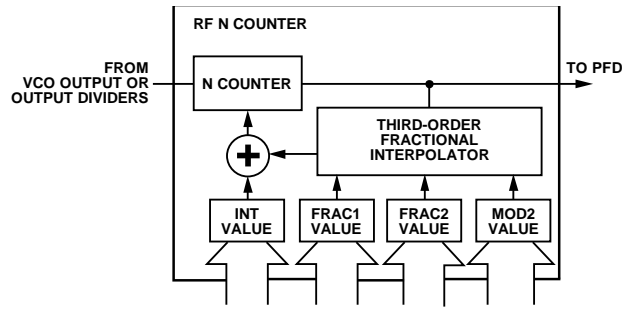 RF N COUNTER
FROM
VCO OUTPUT OR
OUTPUT DIVIDERS
N COUNTER
TO PFD
THIRD-ORDER
FRACTIONAL
INTERPOLATOR
+
INT
VALUE
FRAC1
VALUE
FRAC2
VALUE
MOD2
VALUE